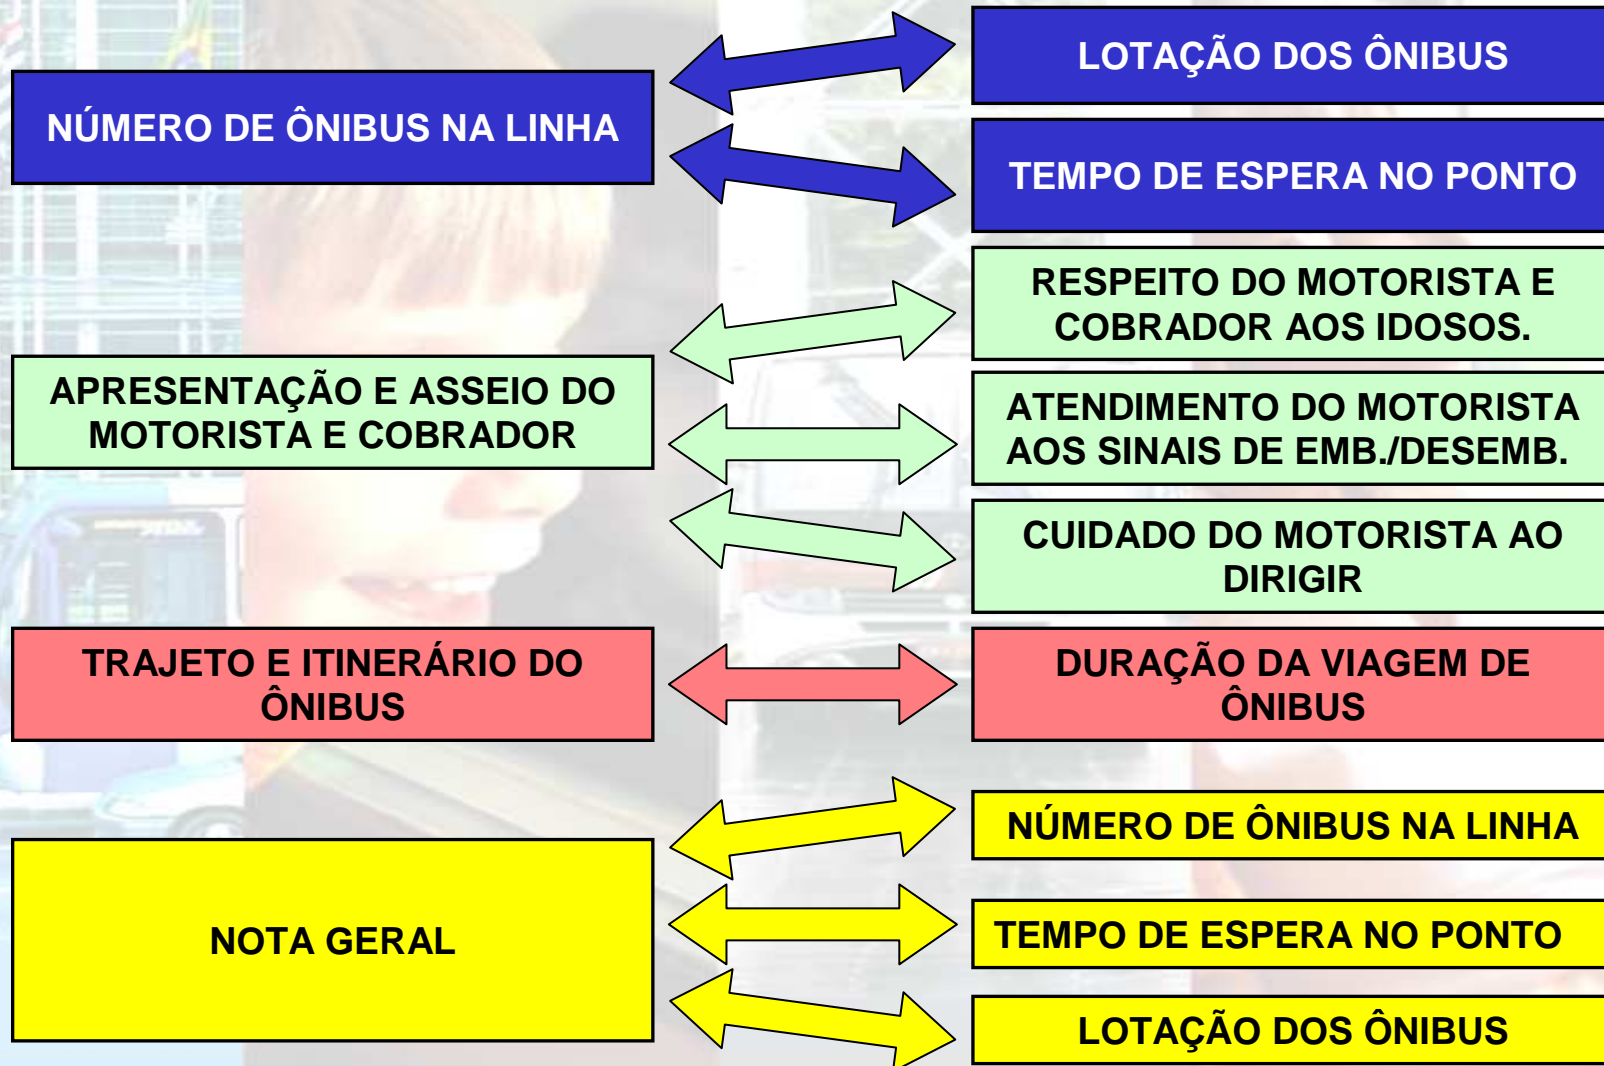 NÚMERO DE ÔNIBUS NA LINHA
LOTAÇÃO DOS ÔNIBUS
TEMPO DE ESPERA NO PONTO
APRESENTAÇÃO E ASSEIO DO
MOTORISTA E COBRADOR
RESPEITO DO MOTORISTA E
COBRADOR AOS IDOSOS.
ATENDIMENTO DO MOTORISTA
AOS SINAIS DE EMB./DESEMB.
CUIDADO DO MOTORISTA AO
DIRIGIR
TRAJETO E ITINERÁRIO DO
ÔNIBUS
DURAÇÃO DA VIAGEM DE
ÔNIBUS
NOTA GERAL
NÚMERO DE ÔNIBUS NA LINHA
TEMPO DE ESPERA NO PONTO
LOTAÇÃO DOS ÔNIBUS